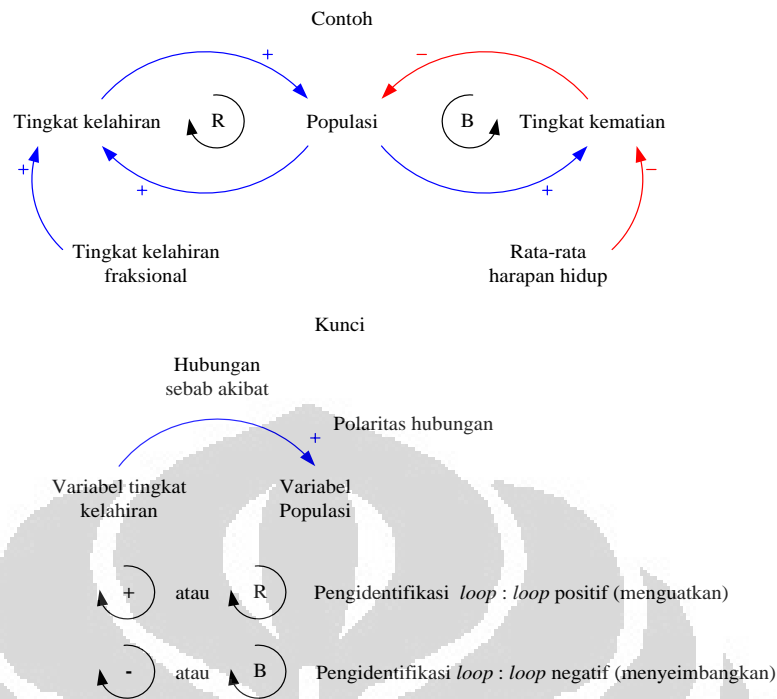 Contoh
+
−
Tingkat kelahiran
R
Populasi
B
Tingkat kematian
+
+
+
−
Tingkat kelahiran
fraksional
Rata-rata
harapan hidup
Kunci
Hubungan
sebab akibat
+
Polaritas hubungan
Variabel tingkat
kelahiran
Variabel
Populasi
+ atau R Pengidentifikasi loop : loop positif (menguatkan)
- atau B Pengidentifikasi loop : loop negatif (menyeimbangkan)